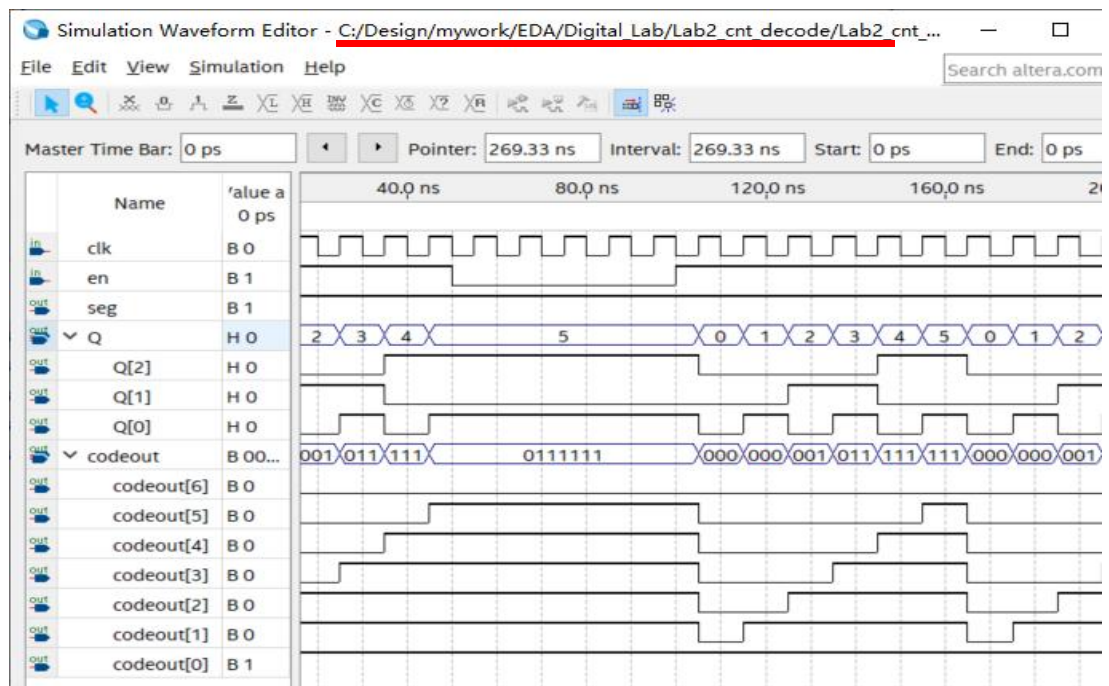 Simulation Waveform Editor - C:/Design/mywork/EDA/Digital_Lab/Lab2_cnt_decode/Lab2_cnt_...
File Edit View Simulation Help
Search altera.com
Master Time Bar: 0 ps Pointer: 269.33 ns Interval: 269.33 ns Start: 0 ps End: 0 ps
Name 'alue a 0 ps 40.0 ns 80.0 ns 120.0 ns 160.0 ns
clk B 0
en B 1
seg B 1
Q H 0 2 3 4 5 0 1 2 3 4 5 0 1 2
Q[2] H 0
Q[1] H 0
Q[0] H 0
codeout B 00... 001 011 111 0111111 000 000 001 011 111 111 000 000 001
codeout[6] B 0
codeout[5] B 0
codeout[4] B 0
codeout[3] B 0
codeout[2] B 0
codeout[1] B 0
codeout[0] B 1